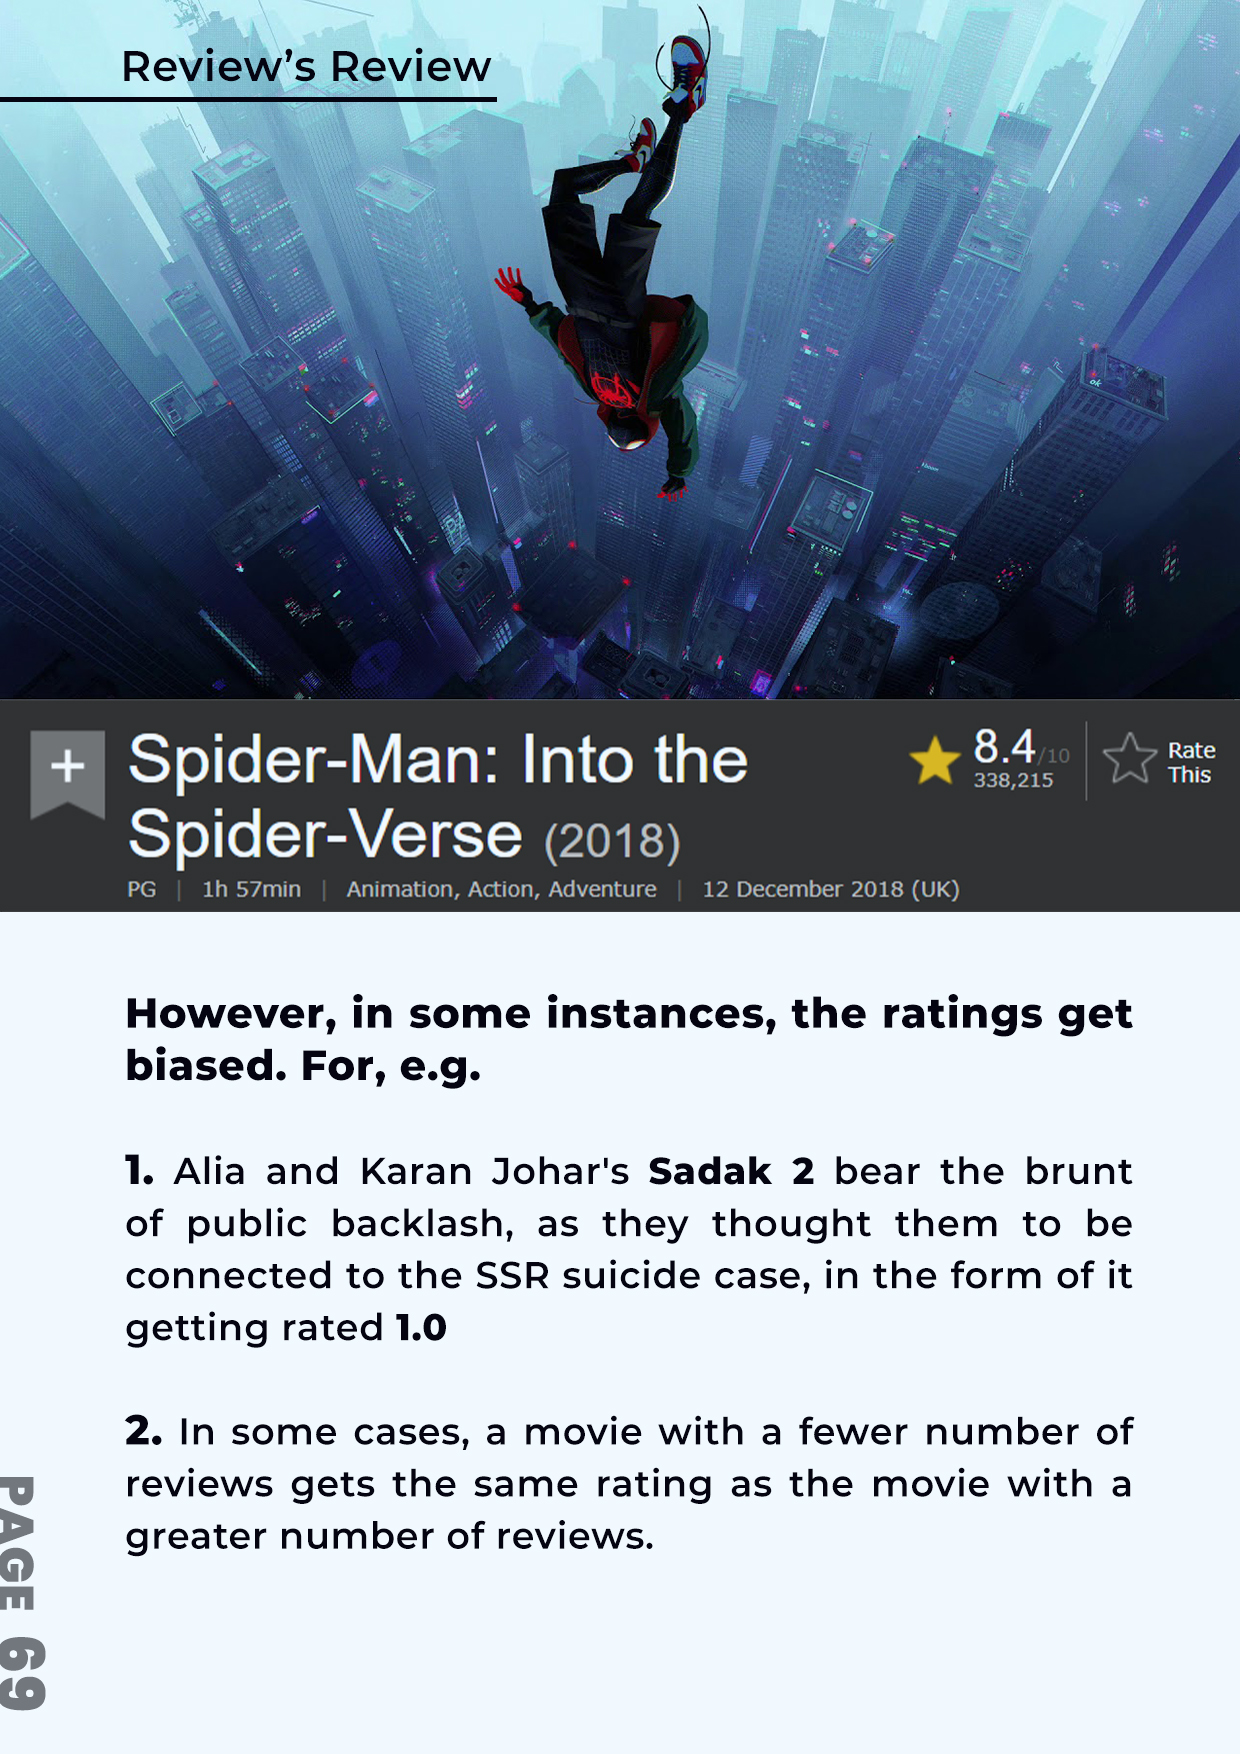 Review’s Review
ok
+
Spider-Man: Into the
Spider-Verse (2018)
8.4/10
338,215
Rate
This
PG | 1h 57min | Animation, Action, Adventure | 12 December 2018 (UK)
However, in some instances, the ratings get
biased. For, e.g.
1. Alia and Karan Johar's Sadak 2 bear the brunt
of public backlash, as they thought them to be
connected to the SSR suicide case, in the form of it
getting rated 1.0
2. In some cases, a movie with a fewer number of
reviews gets the same rating as the movie with a
greater number of reviews.
PAGE 69